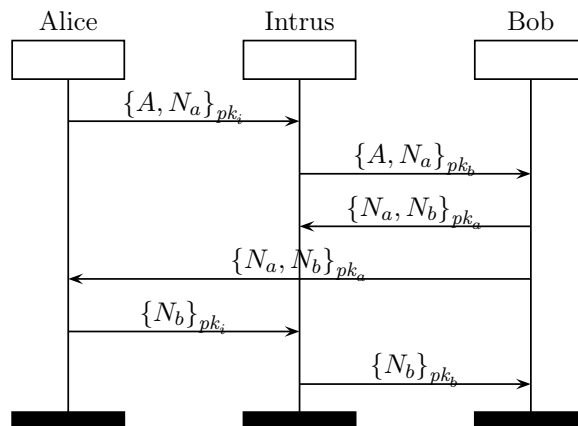 Alice Intrus Bob
{A, N_a}_{pk_i}
{A, N_a}_{pk_b}
{N_a, N_b}_{pk_a}
{N_a, N_b}_{pk_a}
{N_b}_{pk_i}
{N_b}_{pk_b}